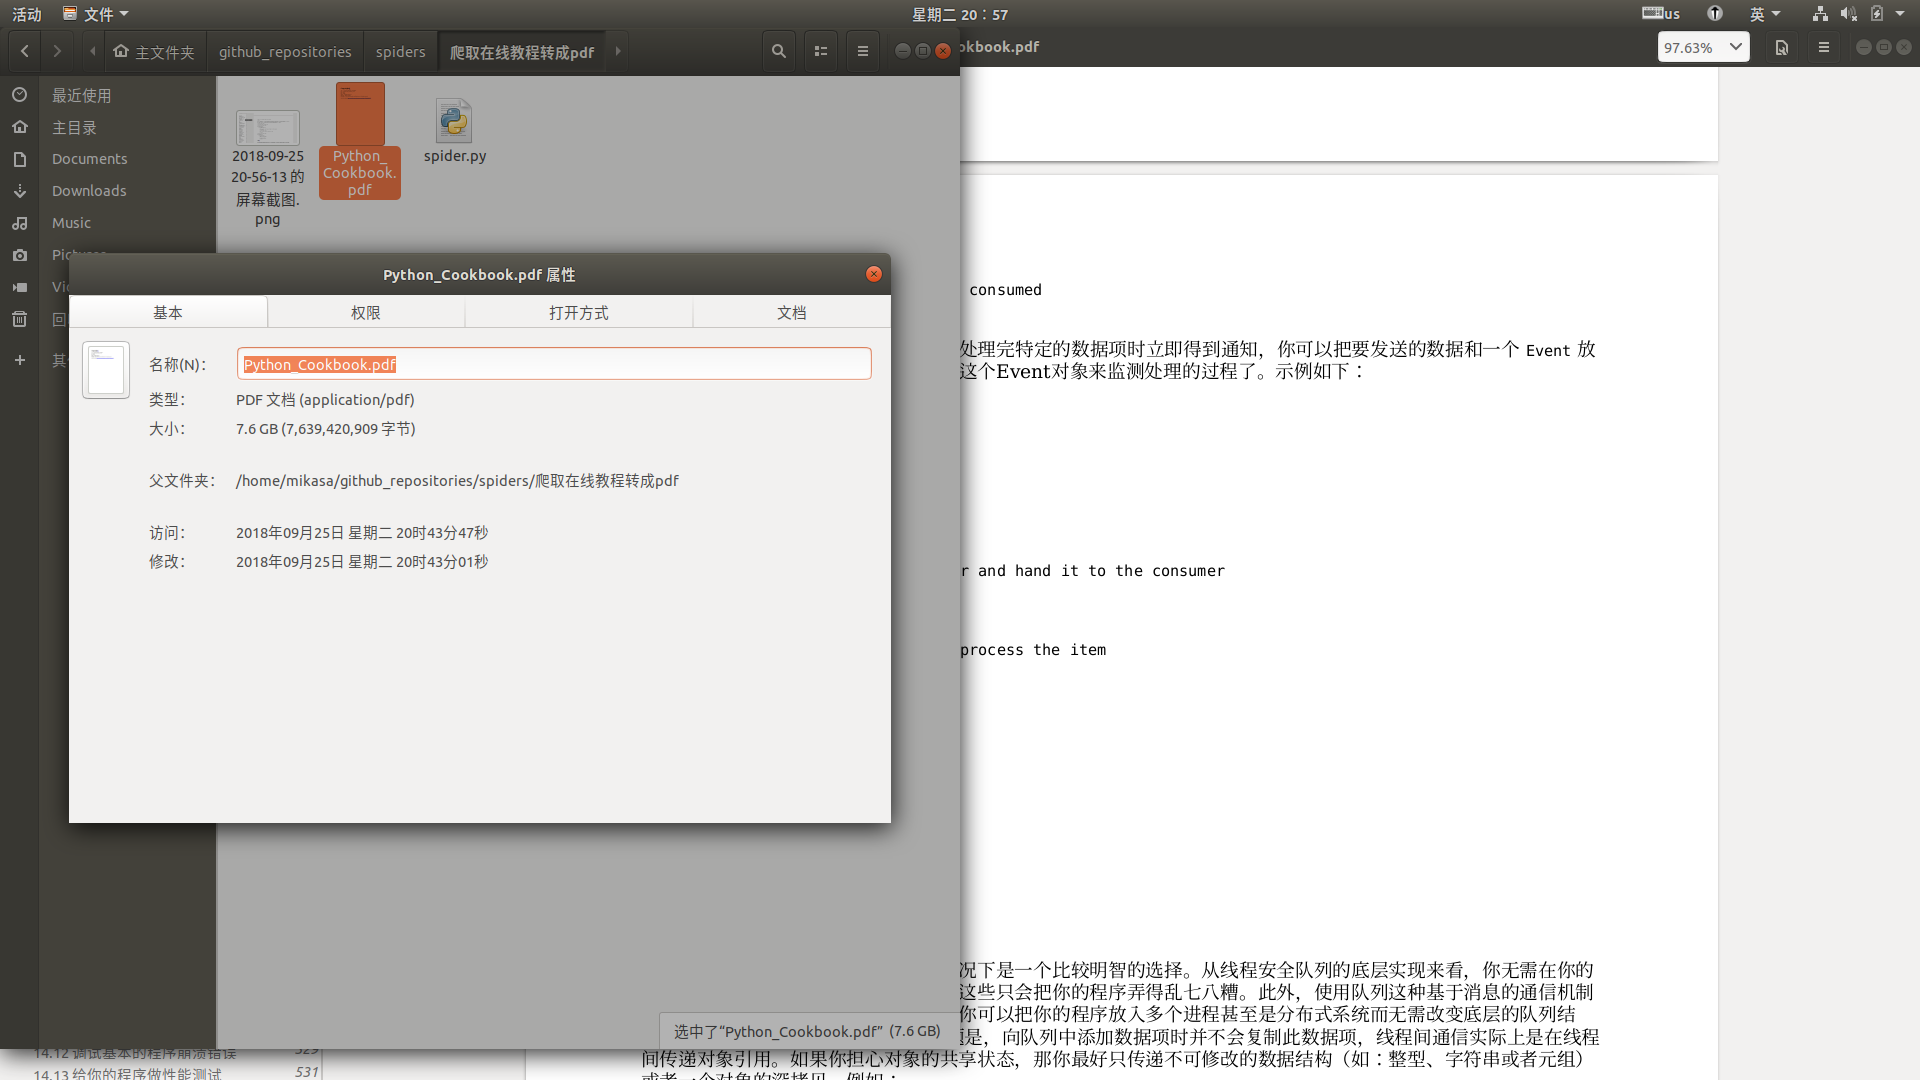 活动
文件
星期二 20：57
us
英
主文件夹
github_repositories
spiders
爬取在线教程转成pdf
okbook.pdf
97.63%
最近使用
主目录
Documents
Downloads
Music
2018-09-25
20-56-13 的
屏幕截图.
png
Python_
Cookbook.
pdf
spider.py
Python_Cookbook.pdf 属性
基本
权限
打开方式
文档
名称(N)：
Python_Cookbook.pdf
类型：
PDF 文档 (application/pdf)
大小：
7.6 GB (7,639,420,909 字节)
父文件夹：
/home/mikasa/github_repositories/spiders/爬取在线教程转成pdf
访问：
2018年09月25日 星期二 20时43分47秒
修改：
2018年09月25日 星期二 20时43分01秒
选中了“Python_Cookbook.pdf” (7.6 GB)
consumed
处理完特定的数据项时立即得到通知，你可以把要发送的数据和一个 Event 放
这个Event对象来监测处理的过程了。示例如下：
r and hand it to the consumer
process the item
况下是一个比较明智的选择。从线程安全队列的底层实现来看，你无需在你的
这些只会把你的程序弄得乱七八糟。此外，使用队列这种基于消息的通信机制
你可以把你的程序放入多个进程甚至是分布式系统而无需改变底层的队列结
是，向队列中添加数据项时并不会复制此数据项，线程间通信实际上是在线程
间传递对象引用。如果你担心对象的共享状态，那你最好只传递不可修改的数据结构（如：整型、字符串或者元组）
或者一个对象的深拷贝。例如：
14.12 调试基本的程序崩溃错误 529
14.13 给你的程序做性能测试 531